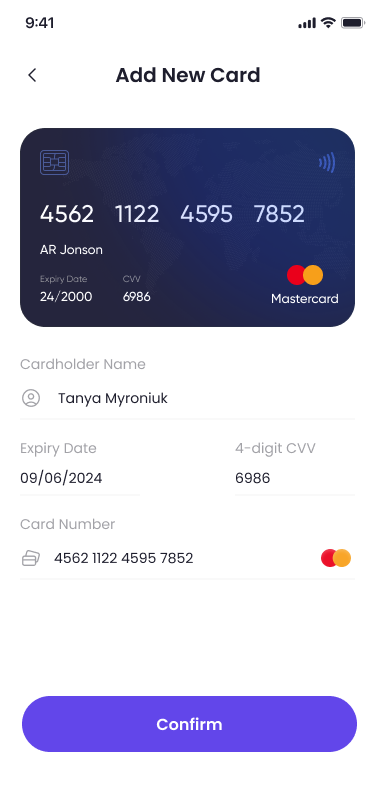 9:41
Add New Card
4562 1122 4595 7852
AR Jonson
Expiry Date CVV
24/2000 6986
Mastercard
Cardholder Name
Tanya Myroniuk
Expiry Date 4-digit CVV
09/06/2024 6986
Card Number
4562 1122 4595 7852
Confirm